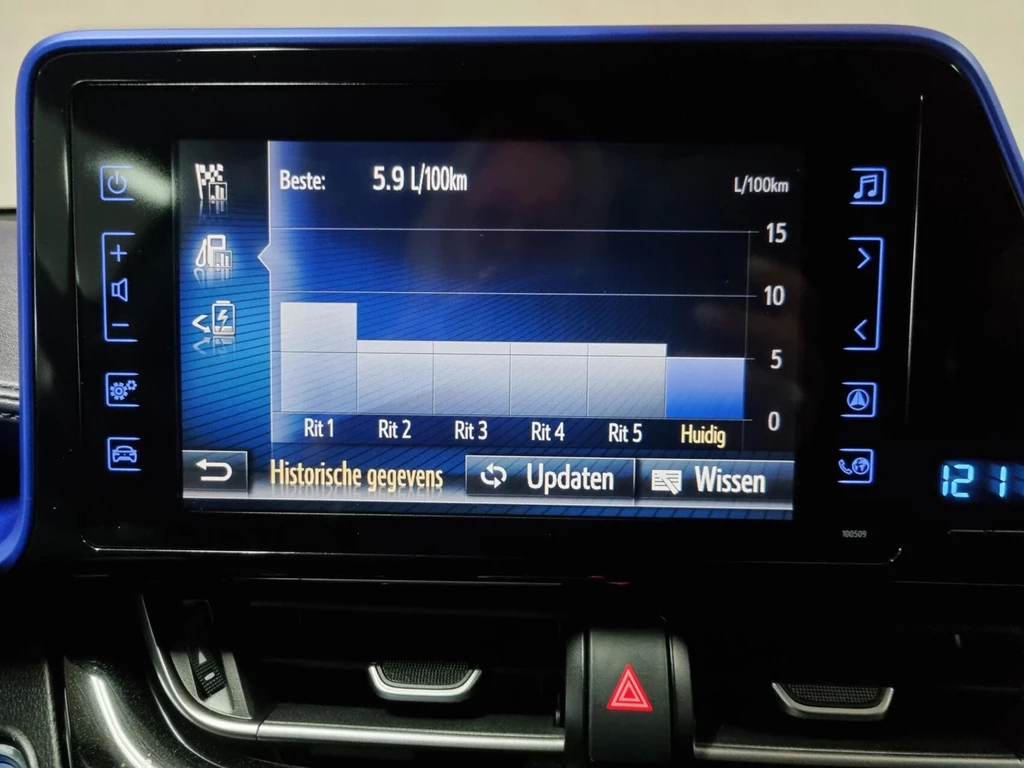 Beste: 5.9 L/100km
L/100km
15
10
5
0
Rit 1 Rit 2 Rit 3 Rit 4 Rit 5 Huidig
Historische gegevens Updaten Wissen
100509
121